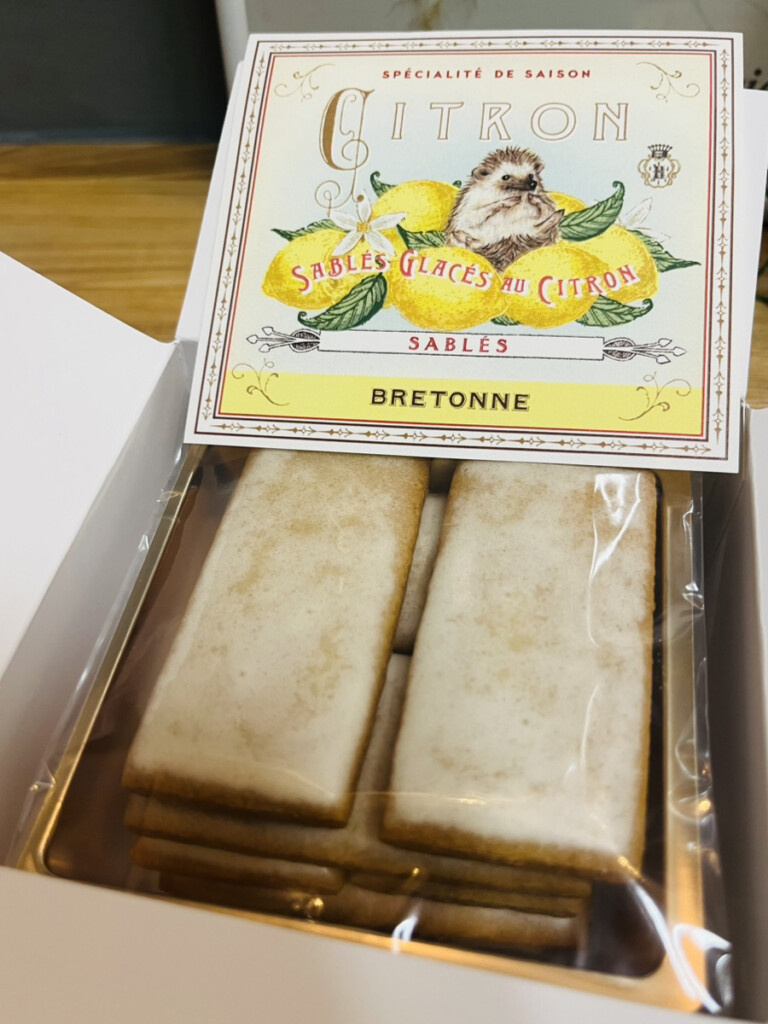 SPÉCIALITÉ DE SAISON
CITRON
H
SABLÉS GLACÉS AU CITRON
SABLÉS
BRETONNE